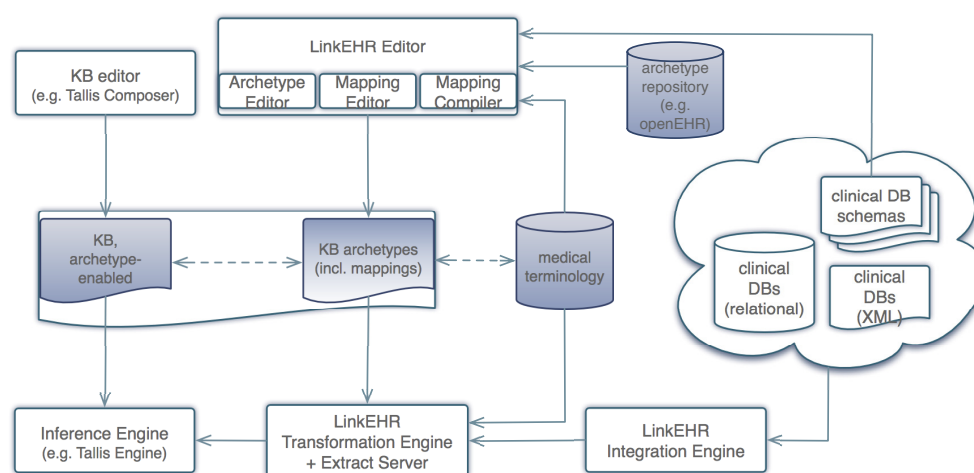 LinkEHR Editor
KB editor
(e.g. Tallis Composer)
Archetype
Editor
Mapping
Editor
Mapping
Compiler
archetype
repository
(e.g.
openEHR)
clinical DB
schemas
KB,
archetype-
enabled
KB archetypes
(incl. mappings)
medical
terminology
clinical
DBs
(relational)
clinical
DBs
(XML)
Inference Engine
(e.g. Tallis Engine)
LinkEHR
Transformation Engine
+ Extract Server
LinkEHR
Integration Engine